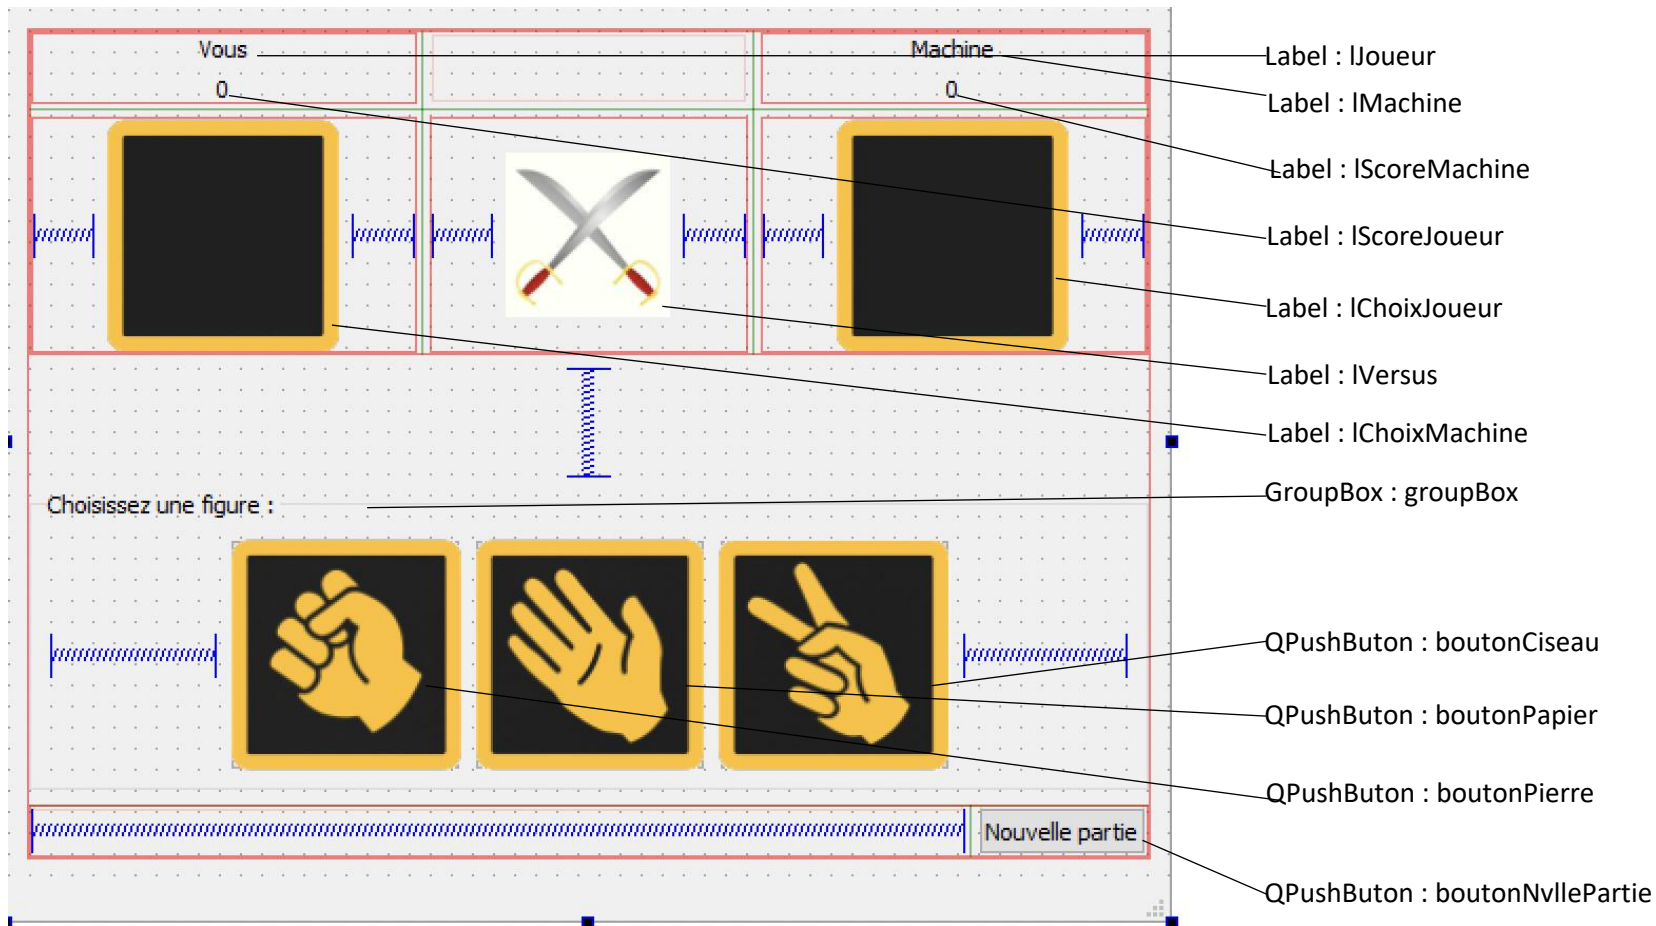 Vous
Machine
0
0
Label : lJoueur
Label : lMachine
Label : lScoreMachine
Label : lScoreJoueur
Label : lChoixJoueur
Label : lVersus
Label : lChoixMachine
Choisissez une figure :
GroupBox : groupBox
QPushButon : boutonCiseau
QPushButon : boutonPapier
QPushButon : boutonPierre
Nouvelle partie
QPushButon : boutonNvllePartie